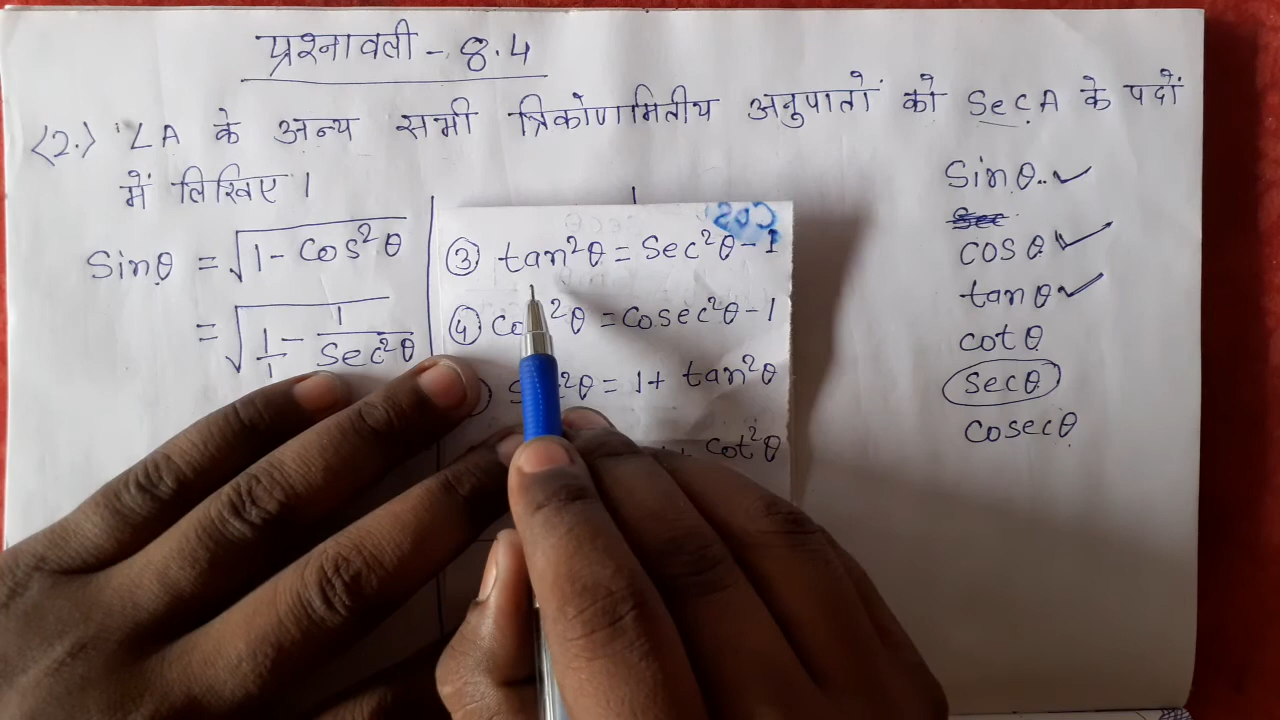 प्रश्नावली - 8.4
<2.> ∠A के अन्य सभी त्रिकोणमितीय अनुपातों को SecA के पदों
में लिखिए ।
Sinθ = √1 - Cos²θ
= √1/1 - 1/Sec²θ
③ tan²θ = Sec²θ - 1
④ ²θ = Cosec²θ - 1
²θ = 1 + tan²θ
cot²θ
Sinθ.. ✓
Sec
cosθ ✓
tanθ ✓
cotθ
secθ
cosecθ